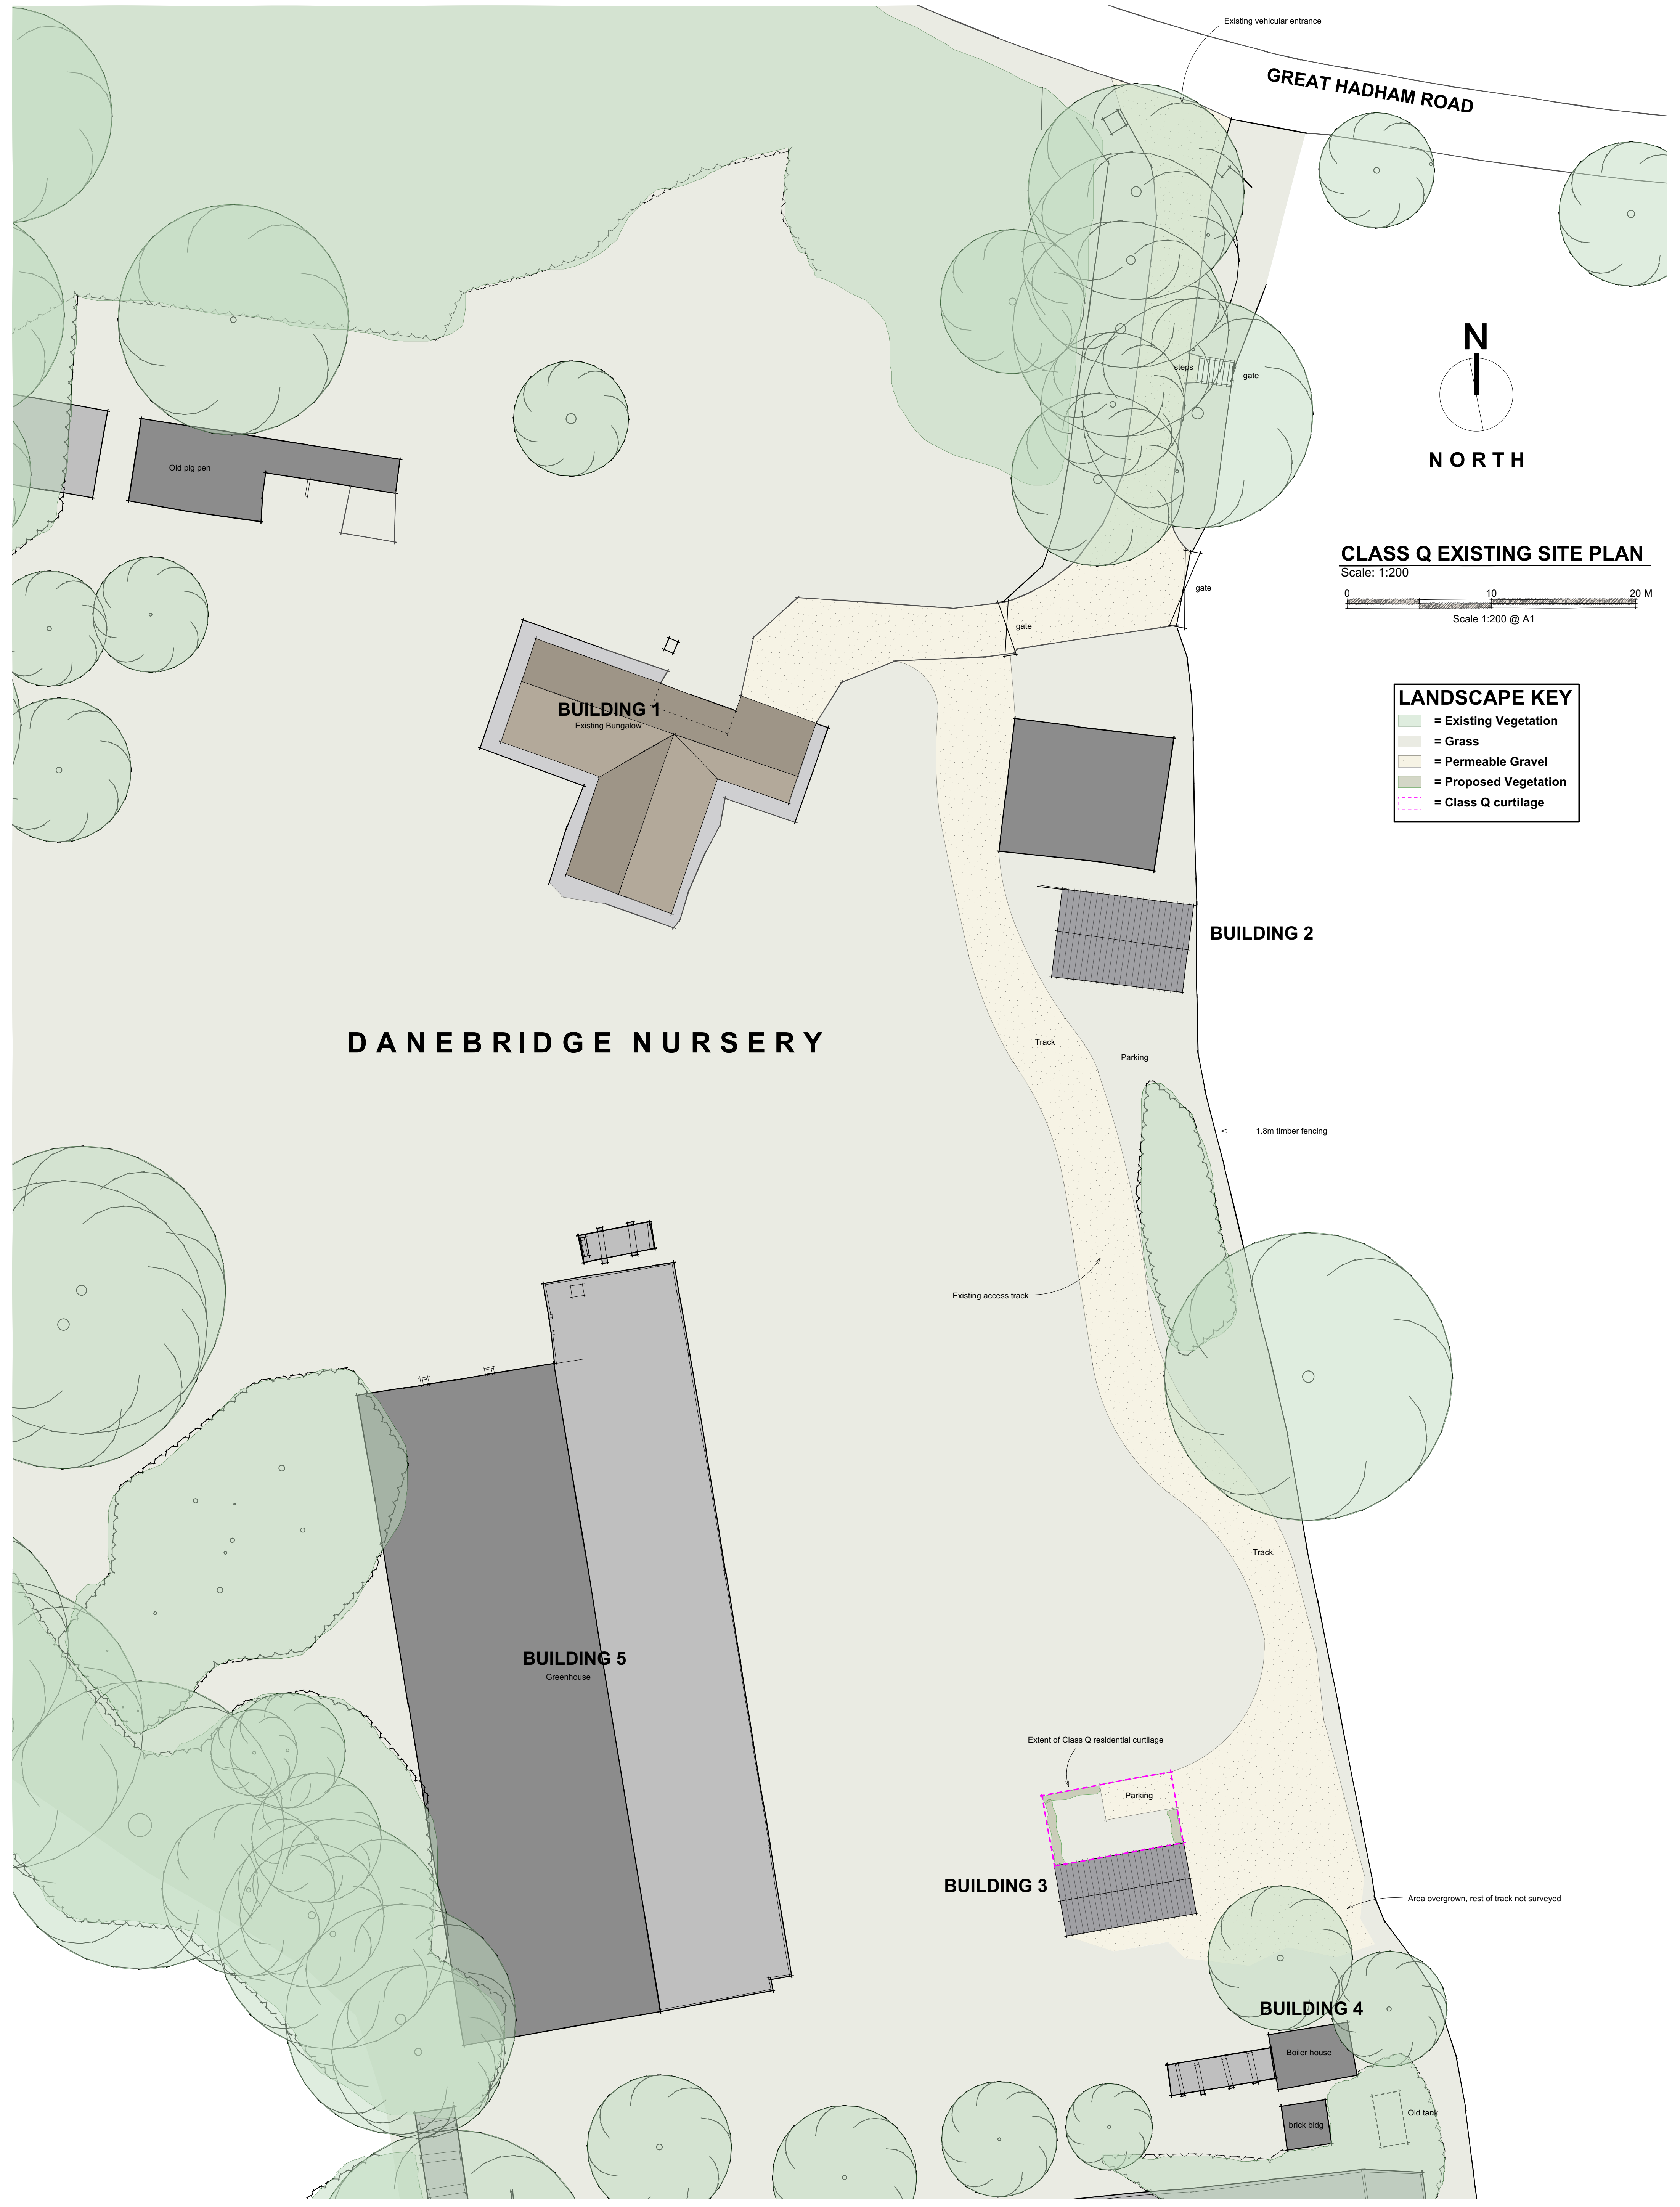 Existing vehicular entrance
GREAT HADHAM ROAD
N
NORTH
steps
gate
Old pig pen
CLASS Q EXISTING SITE PLAN
Scale: 1:200
0 10 20 M
Scale 1:200 @ A1
gate
gate
LANDSCAPE KEY
= Existing Vegetation
= Grass
= Permeable Gravel
= Proposed Vegetation
= Class Q curtilage
BUILDING 1
Existing Bungalow
BUILDING 2
DANEBRIDGE NURSERY
Track
Parking
1.8m timber fencing
Existing access track
Track
BUILDING 5
Greenhouse
Extent of Class Q residential curtilage
Parking
BUILDING 3
Area overgrown, rest of track not surveyed
BUILDING 4
Boiler house
Old tank
brick bldg